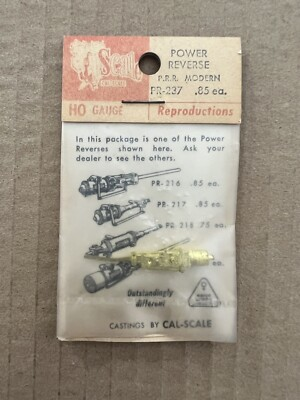 Cal Scale
POWER
REVERSE
P.R.R. MODERN
PR-237 .85 ea.
HO GAUGE Reproductions
In this package is one of the Power
Reverses shown here. Ask your
dealer to see the others.
PR-216 .85 ea.
PR-217 .85 ea.
PR 218 .75 ea.
Outstandingly
different
CASTINGS BY CAL-SCALE